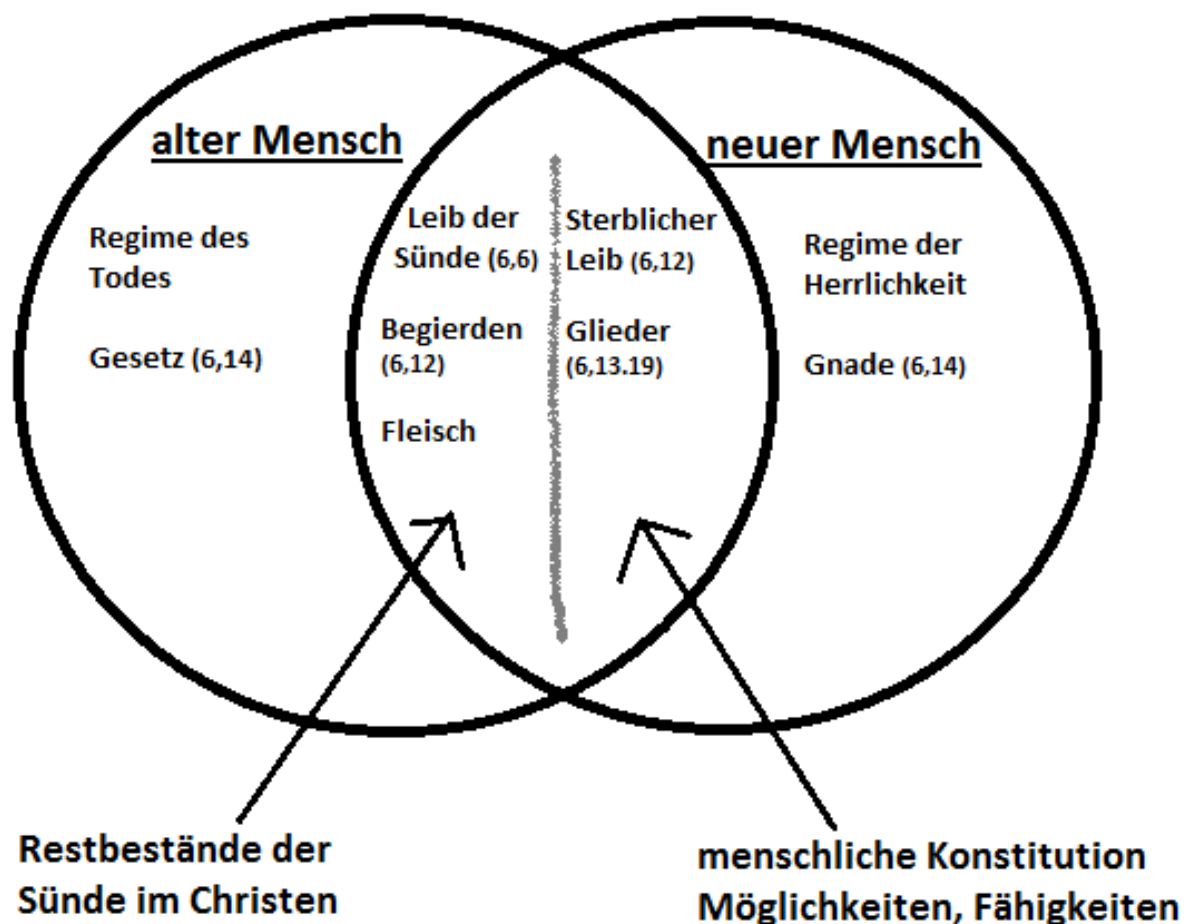 alter Mensch
neuer Mensch
Regime des
Todes
Gesetz (6,14)
Leib der
Sünde (6,6)
Begierden
(6,12)
Fleisch
Sterblicher
Leib (6,12)
Glieder
(6,13.19)
Regime der
Herrlichkeit
Gnade (6,14)
Restbestände der
Sünde im Christen
menschliche Konstitution
Möglichkeiten, Fähigkeiten